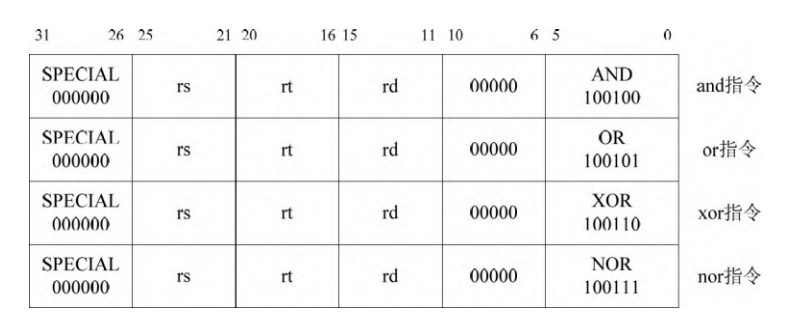 31 26 25 21 20 16 15 11 10 6 5 0
SPECIAL AND
000000 rs rt rd 00000 100100 and指令
SPECIAL OR
000000 rs rt rd 00000 100101 or指令
SPECIAL XOR
000000 rs rt rd 00000 100110 xor指令
SPECIAL NOR
000000 rs rt rd 00000 100111 nor指令